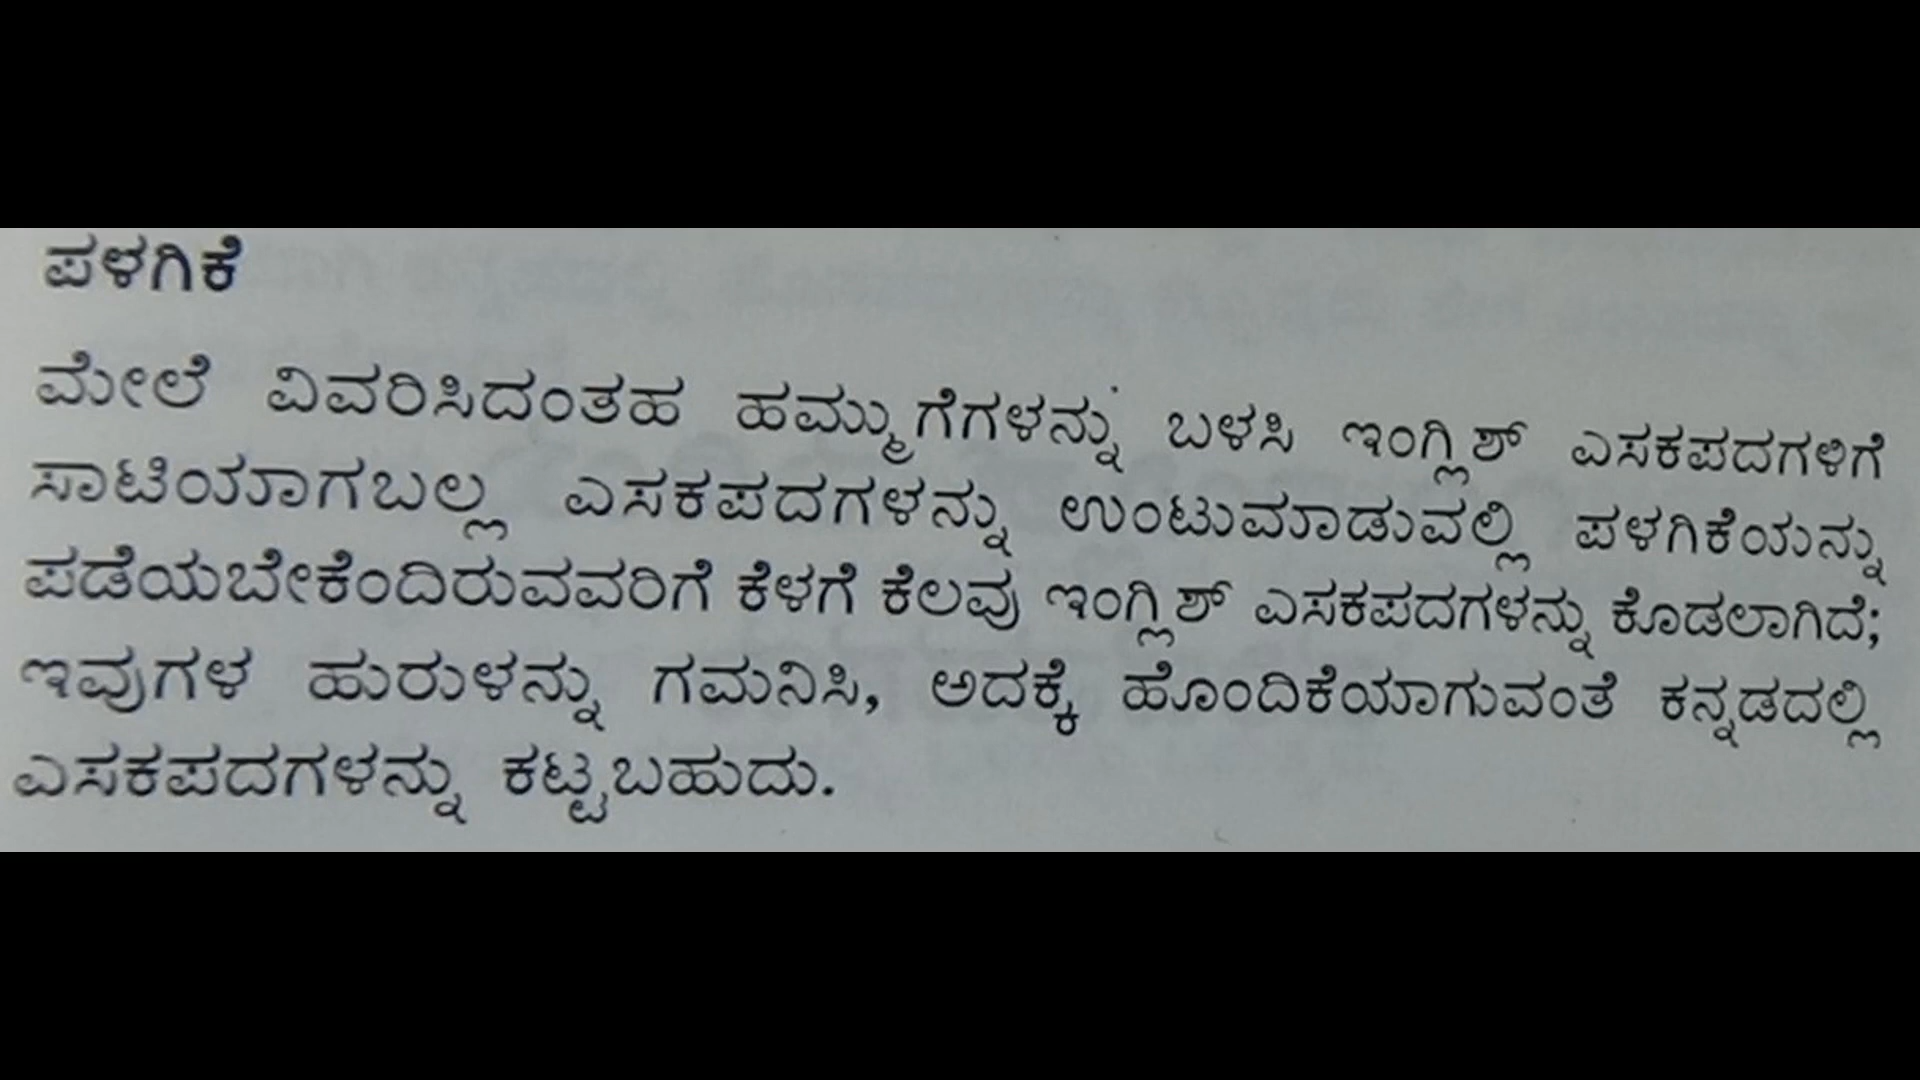 ಪಳಗಿಕೆ
ಮೇಲೆ ವಿವರಿಸಿದಂತಹ ಹಮ್ಮುಗೆಗಳನ್ನು ಬಳಸಿ ಇಂಗ್ಲಿಶ್ ಎಸಕಪದಗಳಿಗೆ
ಸಾಟಿಯಾಗಬಲ್ಲ ಎಸಕಪದಗಳನ್ನು ಉಂಟುಮಾಡುವಲ್ಲಿ ಪಳಗಿಕೆಯನ್ನು
ಪಡೆಯಬೇಕೆಂದಿರುವವರಿಗೆ ಕೆಳಗೆ ಕೆಲವು ಇಂಗ್ಲಿಶ್ ಎಸಕಪದಗಳನ್ನು ಕೊಡಲಾಗಿದೆ;
ಇವುಗಳ ಹುರುಳನ್ನು ಗಮನಿಸಿ, ಅದಕ್ಕೆ ಹೊಂದಿಕೆಯಾಗುವಂತೆ ಕನ್ನಡದಲ್ಲಿ
ಎಸಕಪದಗಳನ್ನು ಕಟ್ಟಬಹುದು.